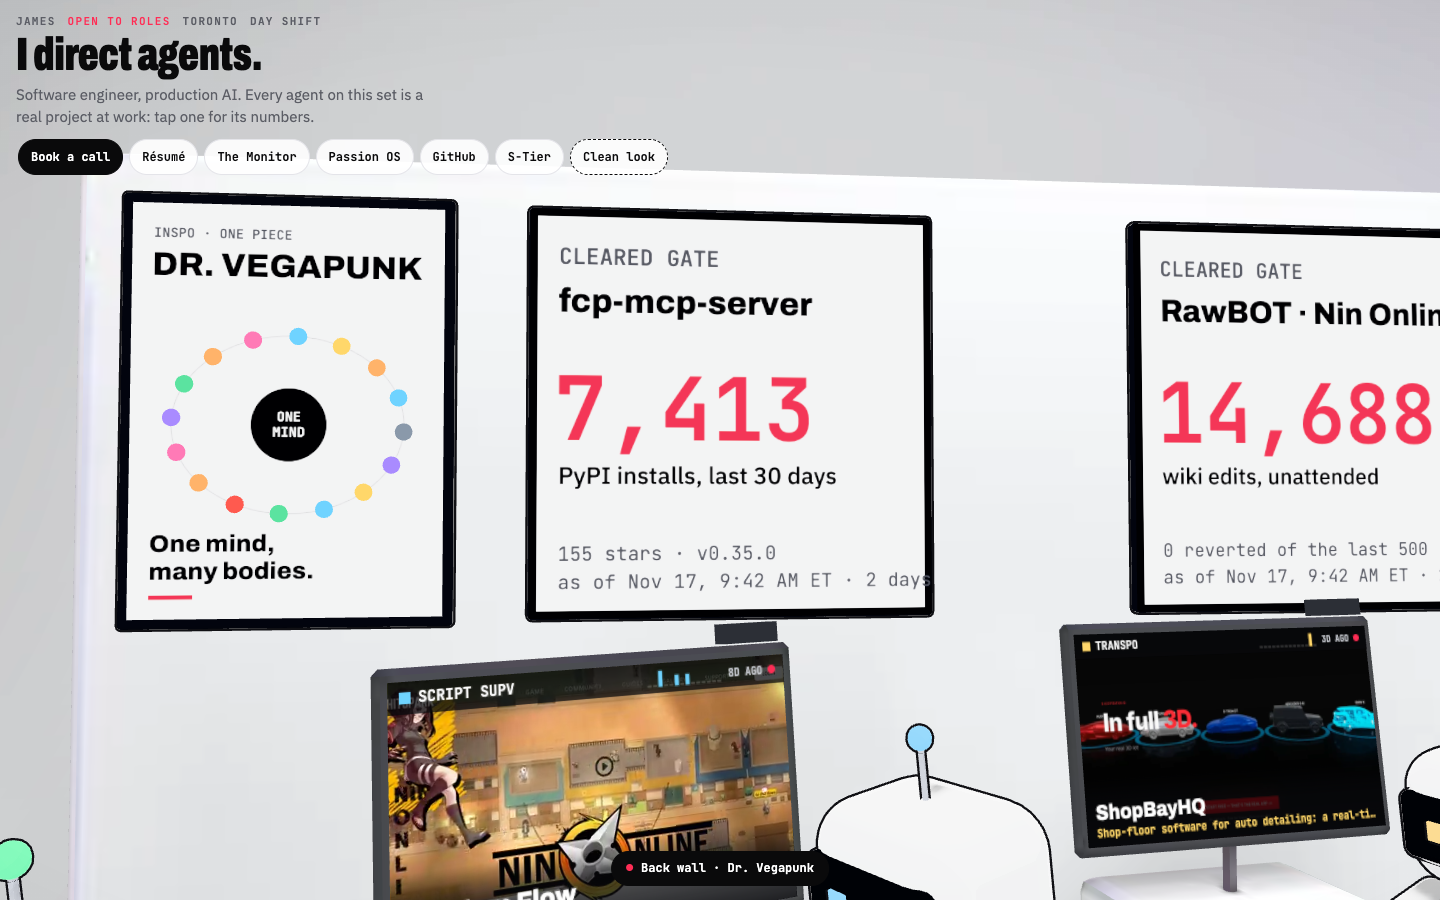 JAMES OPEN TO ROLES TORONTO DAY SHIFT
I direct agents.
Software engineer, production AI. Every agent on this set is a
real project at work: tap one for its numbers.
Book a call
Résumé
The Monitor
Passion OS
GitHub
S-Tier
Clean look
INSPO · ONE PIECE
DR. VEGAPUNK
ONE
MIND
One mind,
many bodies.
CLEARED GATE
fcp-mcp-server
7,413
PyPI installs, last 30 days
155 stars · v0.35.0
as of Nov 17, 9:42 AM ET · 2 days
CLEARED GATE
RawBOT · Nin Onlin
14,688
wiki edits, unattended
0 reverted of the last 500
as of Nov 17, 9:42 AM ET ·
SCRIPT SUPV
8D AGO
NIN ONLINE
Flow
TRANSPO
3D AGO
In full 3D.
ShopBayHQ
Shop-floor software for auto detailing: a real-ti…
Back wall · Dr. Vegapunk